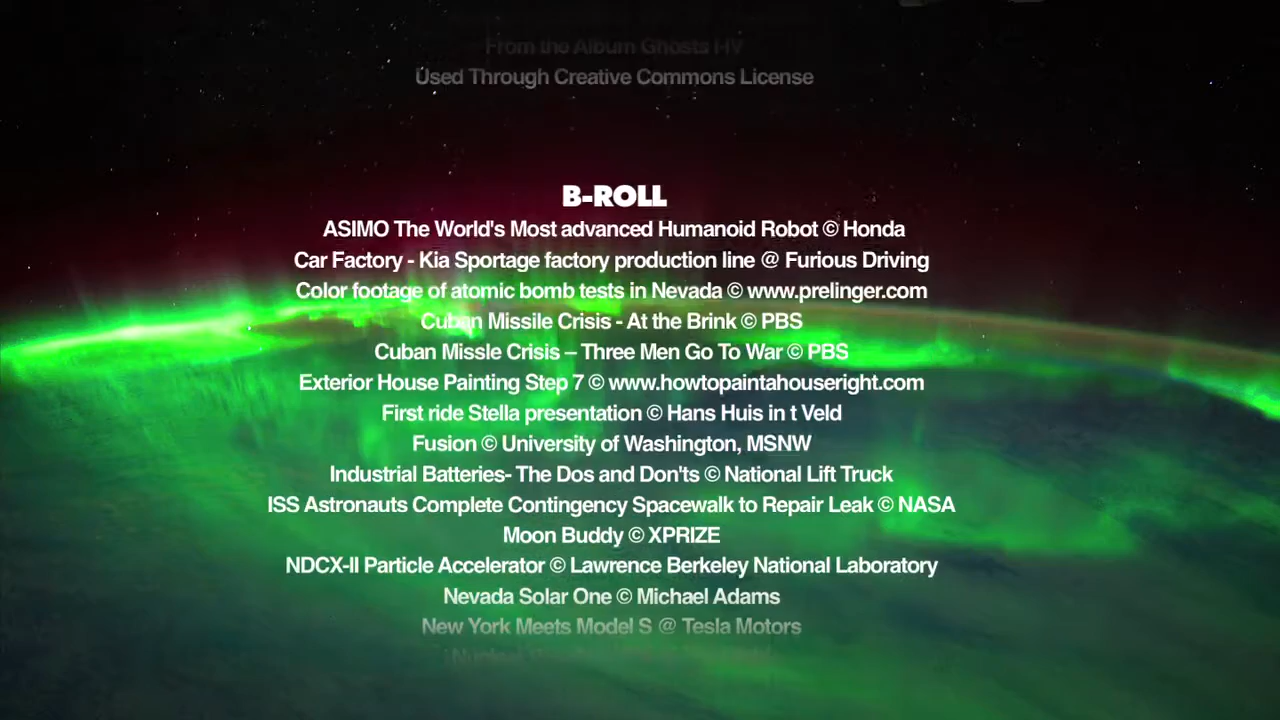 From the Album Ghosts I-IV
Used Through Creative Commons License
B-ROLL
ASIMO The World's Most advanced Humanoid Robot © Honda
Car Factory - Kia Sportage factory production line @ Furious Driving
Color footage of atomic bomb tests in Nevada © www.prelinger.com
Cuban Missile Crisis - At the Brink © PBS
Cuban Missle Crisis – Three Men Go To War © PBS
Exterior House Painting Step 7 © www.howtopaintahouseright.com
First ride Stella presentation © Hans Huis in t Veld
Fusion © University of Washington, MSNW
Industrial Batteries- The Dos and Don'ts © National Lift Truck
ISS Astronauts Complete Contingency Spacewalk to Repair Leak © NASA
Moon Buddy © XPRIZE
NDCX-II Particle Accelerator © Lawrence Berkeley National Laboratory
Nevada Solar One © Michael Adams
New York Meets Model S @ Tesla Motors